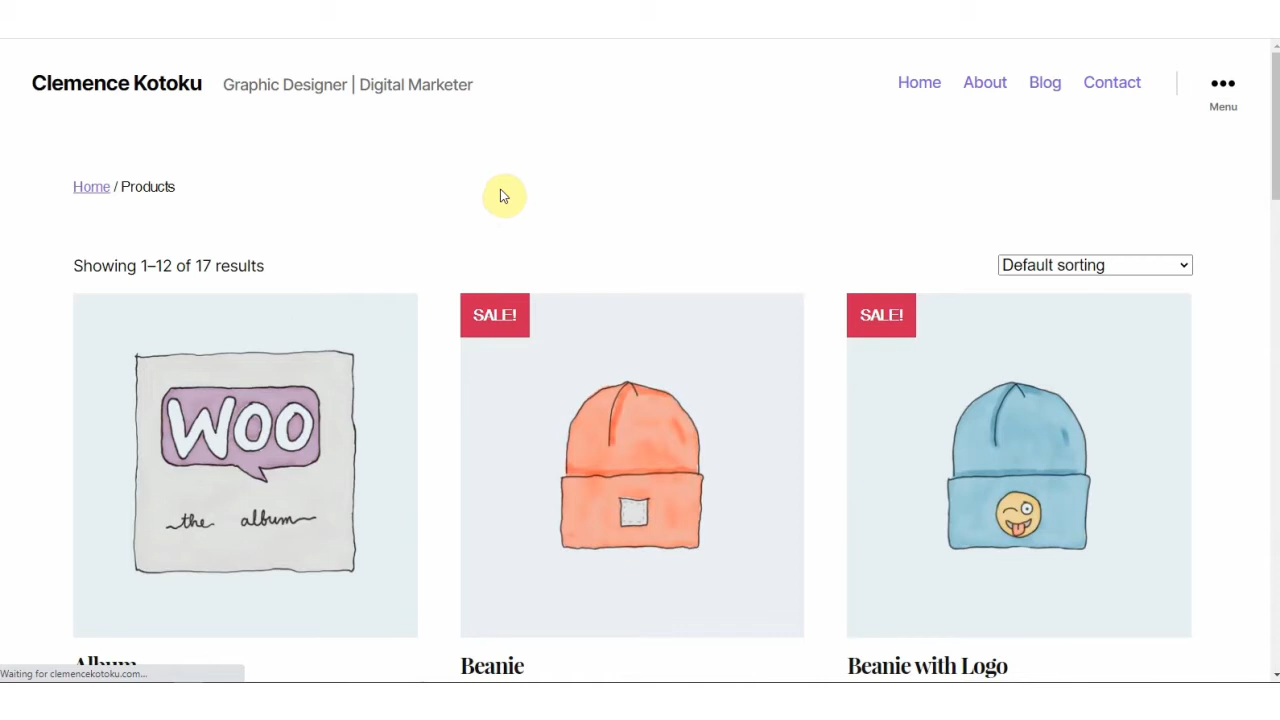 Clemence Kotoku Graphic Designer | Digital Marketer Home About Blog Contact
Menu
Home / Products
Showing 1–12 of 17 results Default sorting
SALE! SALE!
WOO
the album
Album Beanie Beanie with Logo
Waiting for clemencekotoku.com...